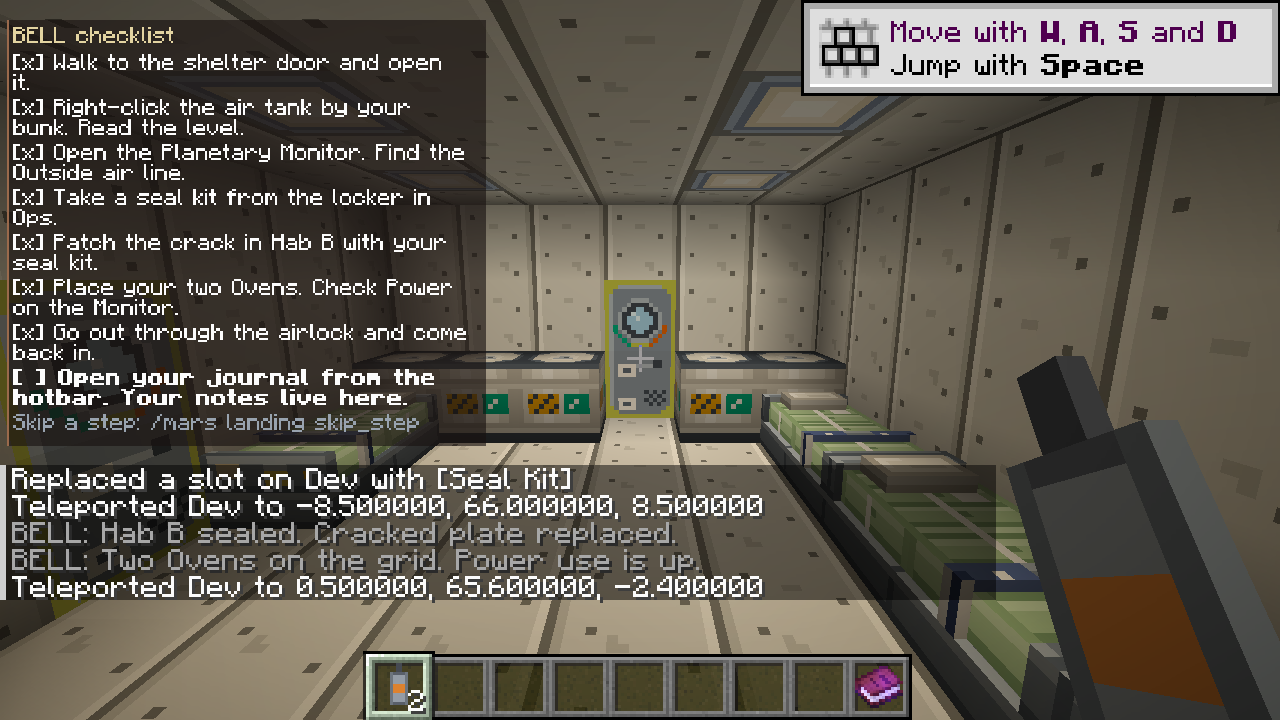 BELL checklist
[x] Walk to the shelter door and open
it.
[x] Right-click the air tank by your
bunk. Read the level.
[x] Open the Planetary Monitor. Find the
Outside air line.
[x] Take a seal kit from the locker in
Ops.
[x] Patch the crack in Hab B with your
seal kit.
[x] Place your two Ovens. Check Power
on the Monitor.
[x] Go out through the airlock and come
back in.
[ ] Open your journal from the
hotbar. Your notes live here.
Skip a step: /mars landing skip_step
Move with W, A, S and D
Jump with Space
Replaced a slot on Dev with [Seal Kit]
Teleported Dev to -8.500000, 66.000000, 8.500000
BELL: Hab B sealed. Cracked plate replaced.
BELL: Two Ovens on the grid. Power use is up.
Teleported Dev to 0.500000, 65.600000, -2.400000
2